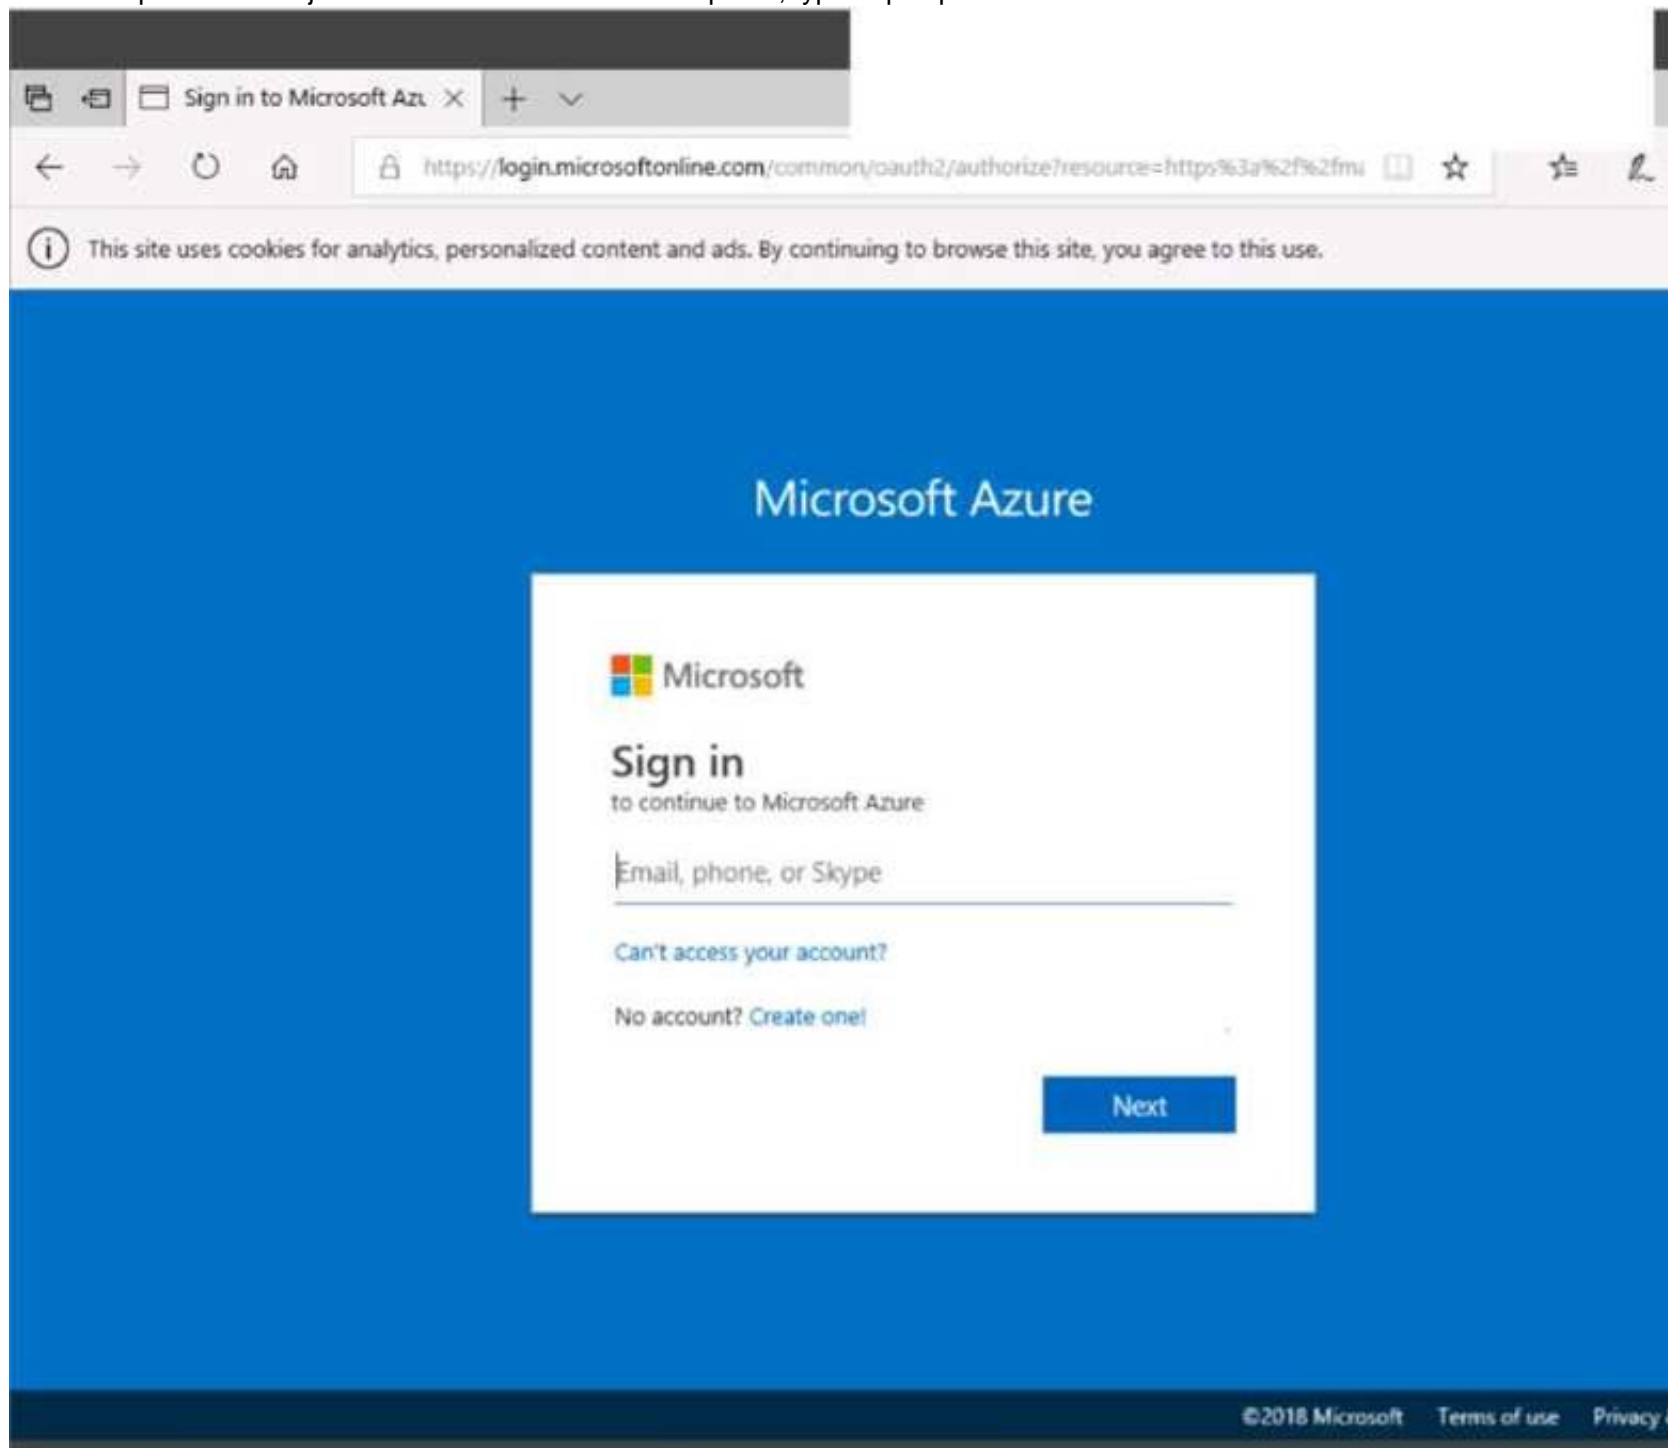 Sign in to Microsoft Azu
https://login.microsoftonline.com/common/oauth2/authorize?resource=https%3a%2f%2fma
This site uses cookies for analytics, personalized content and ads. By continuing to browse this site, you agree to this use.
Microsoft Azure
Microsoft
Sign in
to continue to Microsoft Azure
Email, phone, or Skype
Can't access your account?
No account? Create one!
Next
©2018 Microsoft Terms of use Privacy &